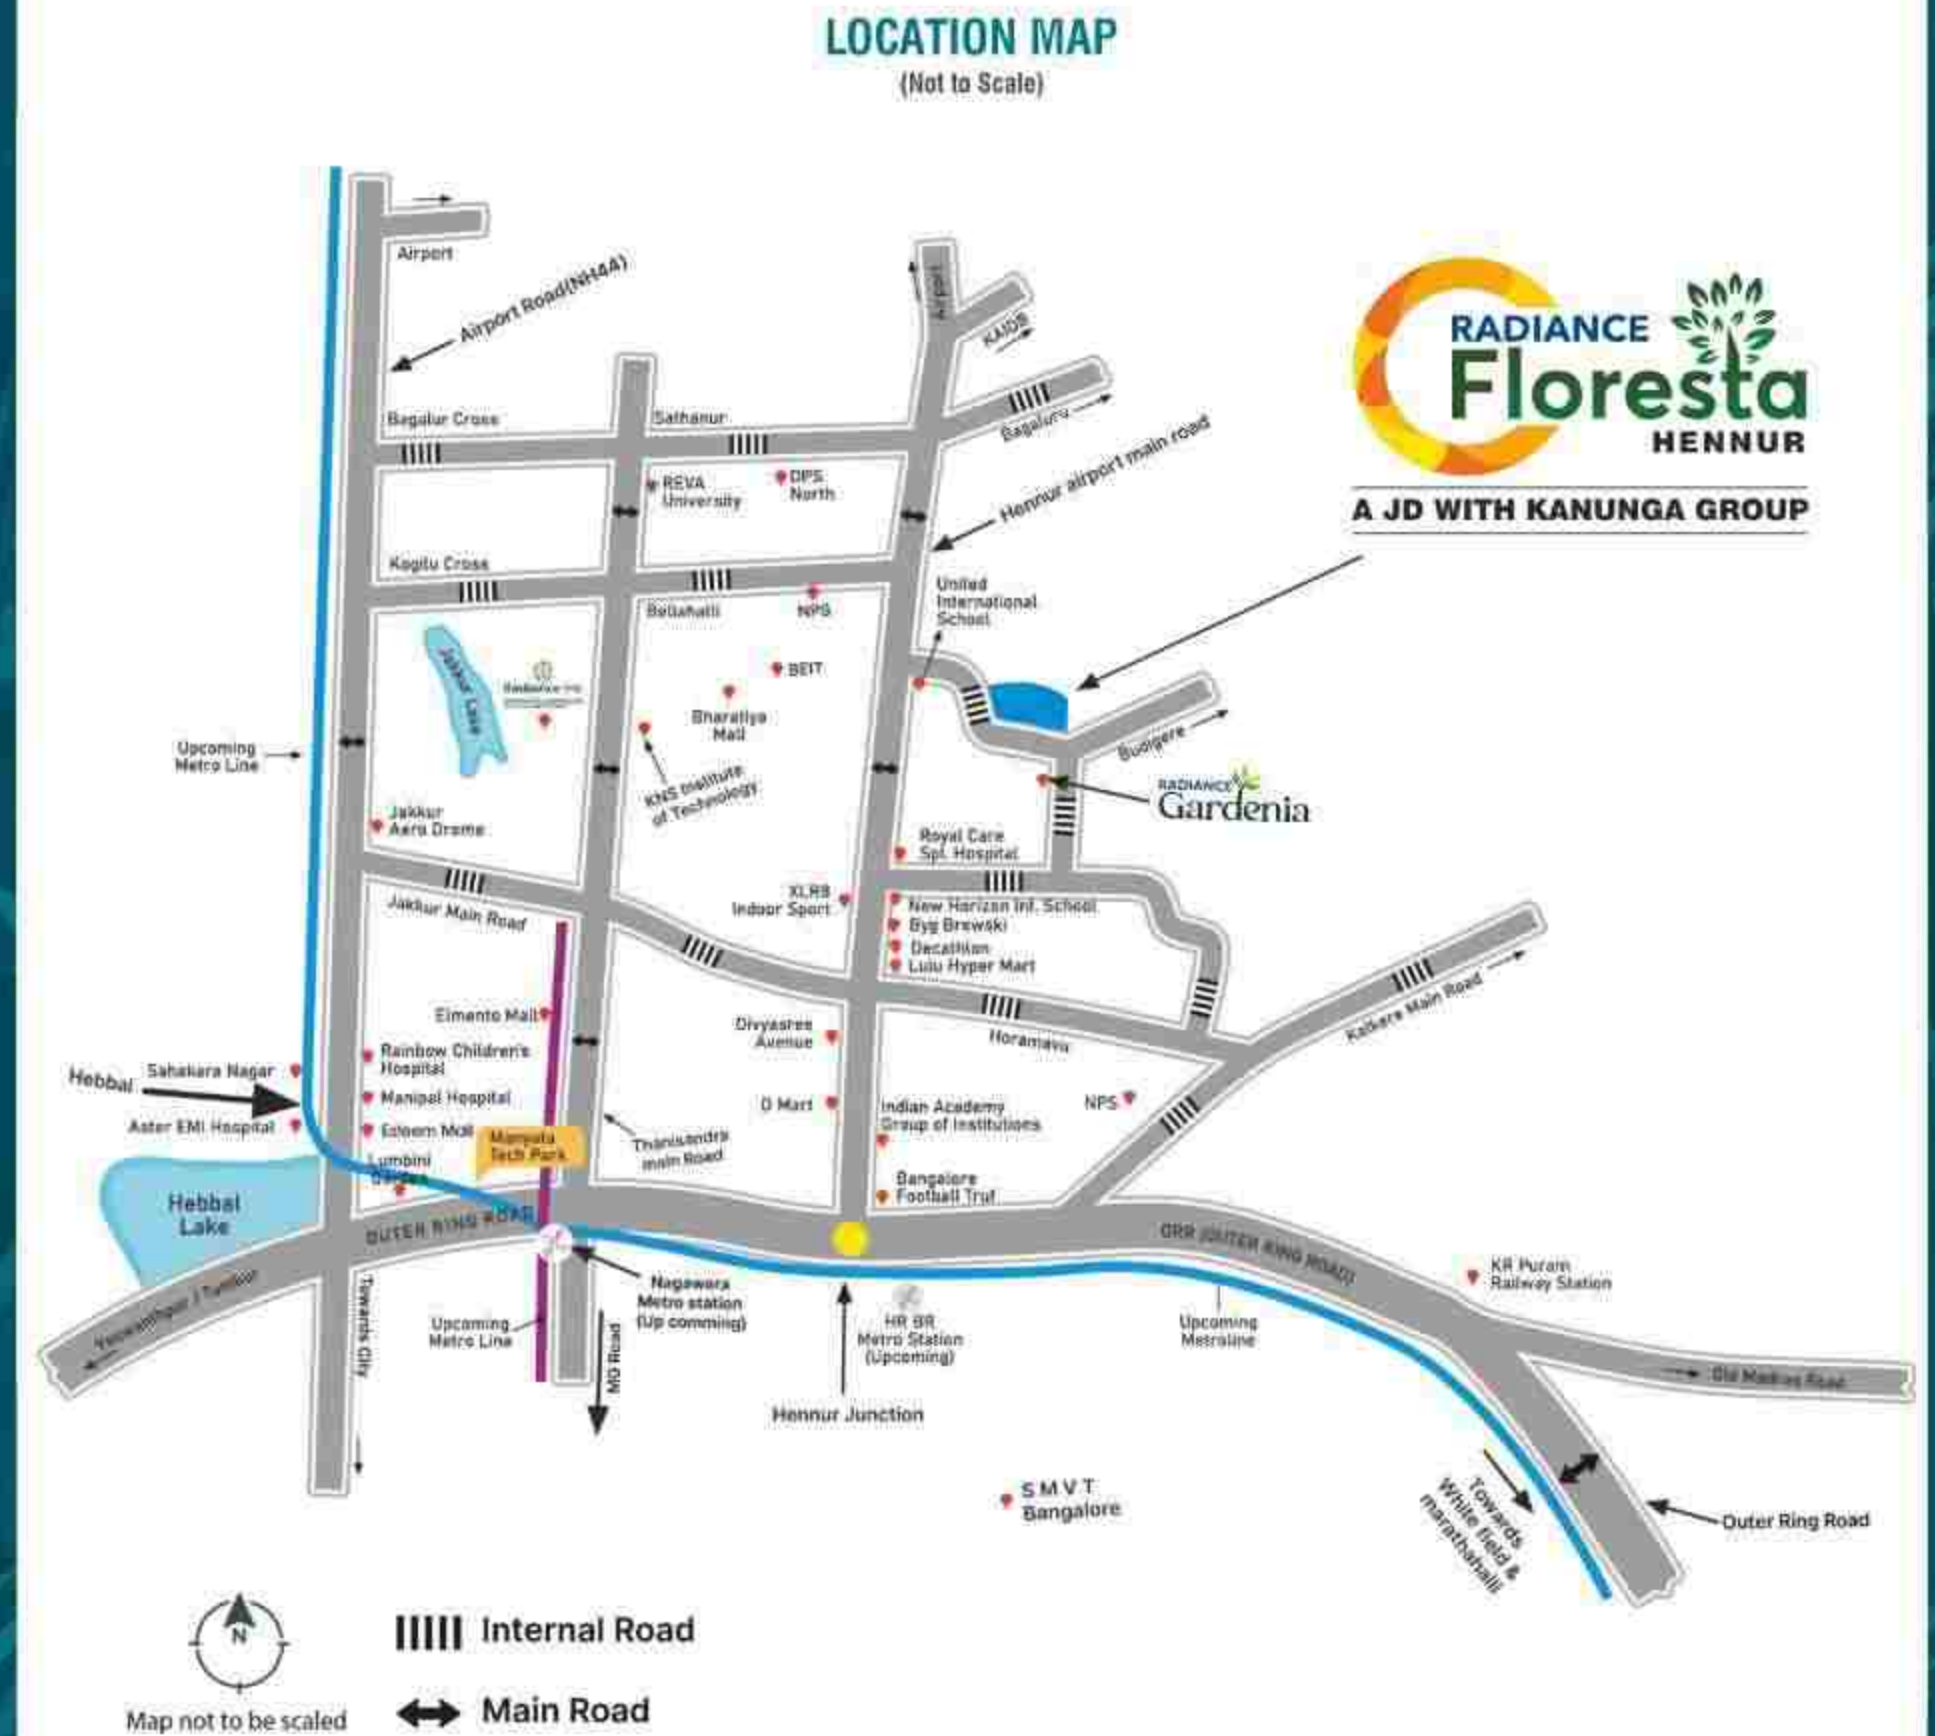 LOCATION MAP
(Not to Scale)
Airport
Airport Road(NH44)
Airport
KAIDB
RADIANCE
Floresta
HENNUR
A JD WITH KANUNGA GROUP
Bagalur Cross
Sathanur
Bagaluru
Hennur airport main road
REVA
University
DPS
North
Kogilu Cross
Bellahalli
NPS
United
International
School
Jakkur Lake
BEIT
Bharatiya
Mall
Upcoming
Metro Line
KNS Institute
of Technology
Budigere
RADIANCE
Gardenia
Jakkur
Aero Drome
Royal Care
Spl. Hospital
Jakkur Main Road
XLR8
Indoor Sport
New Horizon Int. School
Byg Brewski
Decathlon
Lulu Hyper Mart
Elmento Mall
Divyasree
Avenue
Horamavu
Kalkere Main Road
Rainbow Children's
Hospital
Sahakara Nagar
Hebbal
Manipal Hospital
D Mart
Indian Academy
Group of Institutions
NPS
Aster EMI Hospital
Esteem Mall
Manyata
Tech Park
Thanisandra
main Road
Lumbini
Garden
Bangalore
Football Truf
Hebbal
Lake
OUTER RING ROAD
ORR (OUTER RING ROAD)
KR Puram
Railway Station
Yeswanthpur / Tumkur
Towards City
Upcoming
Metro Line
Nagawara
Metro station
(Up comming)
MG Road
HR BR
Metro Station
(Upcoming)
Upcoming
Metroline
Old Madras Road
Hennur Junction
S M V T
Bangalore
Towards
White field &
marathahalli
Outer Ring Road
N
Map not to be scaled
Internal Road
Main Road